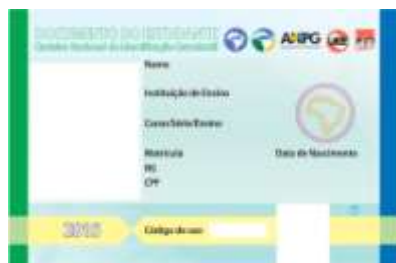 DOCUMENTO DO ESTUDANTE
Carteira Nacional de Identificação Estudantil
ANPG
Nome
Instituição de Ensino
Curso/Série/Ensino
Matrícula
Data de Nascimento
RG
CPF
2015
Código de uso